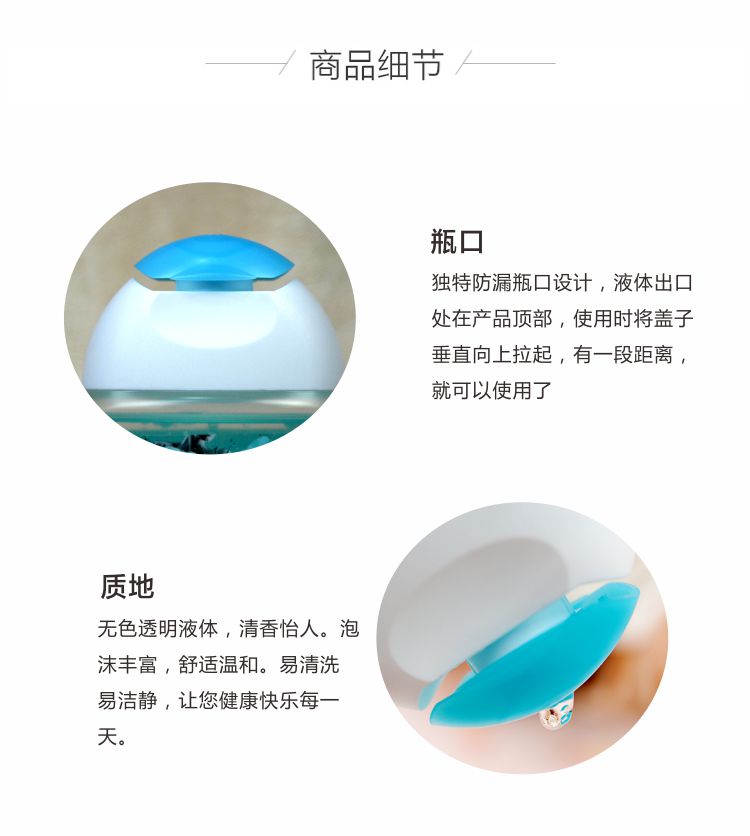 商品细节
瓶口
独特防漏瓶口设计，液体出口
处在产品顶部，使用时将盖子
垂直向上拉起，有一段距离，
就可以使用了
质地
无色透明液体，清香怡人。泡
沫丰富，舒适温和。易清洗
易洁静，让您健康快乐每一
天。